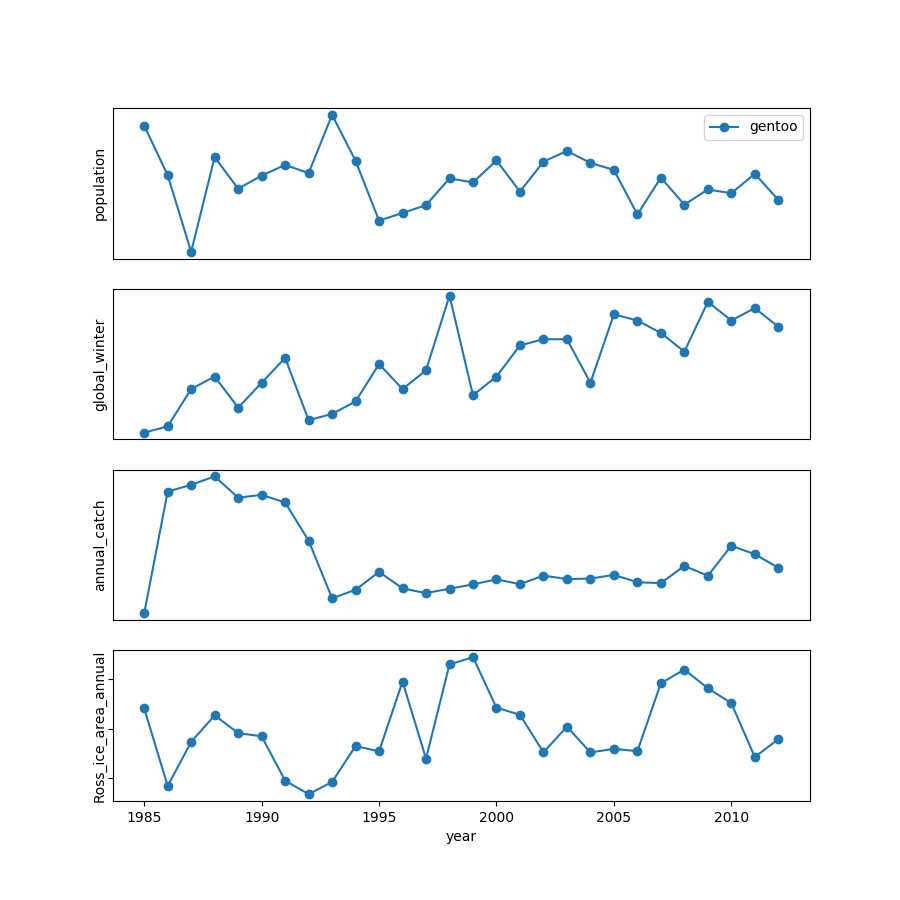 gentoo
population
global_winter
annual_catch
Ross_ice_area_annual
1985 1990 1995 2000 2005 2010
year